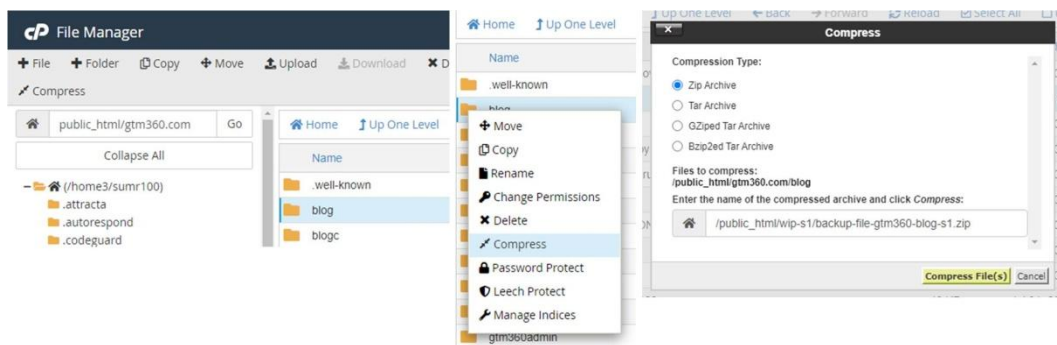 cP File Manager
+ File + Folder Copy Move Upload Download D
Compress
public_html/gtm360.com Go
Collapse All
(/home3/sumr100)
.attracta
.autorespond
.codeguard
Home Up One Level
Name
.well-known
blog
blogc
Home Up One Level
Name
.well-known
blog
Move
Copy
Rename
Change Permissions
Delete
Compress
Password Protect
Leech Protect
Manage Indices
gtm360admin
Up One Level Back Forward Reload Select All
Compress
Compression Type:
Zip Archive
Tar Archive
GZiped Tar Archive
Bzip2ed Tar Archive
Files to compress:
/public_html/gtm360.com/blog
Enter the name of the compressed archive and click Compress:
/public_html/wip-s1/backup-file-gtm360-blog-s1.zip
Compress File(s) Cancel